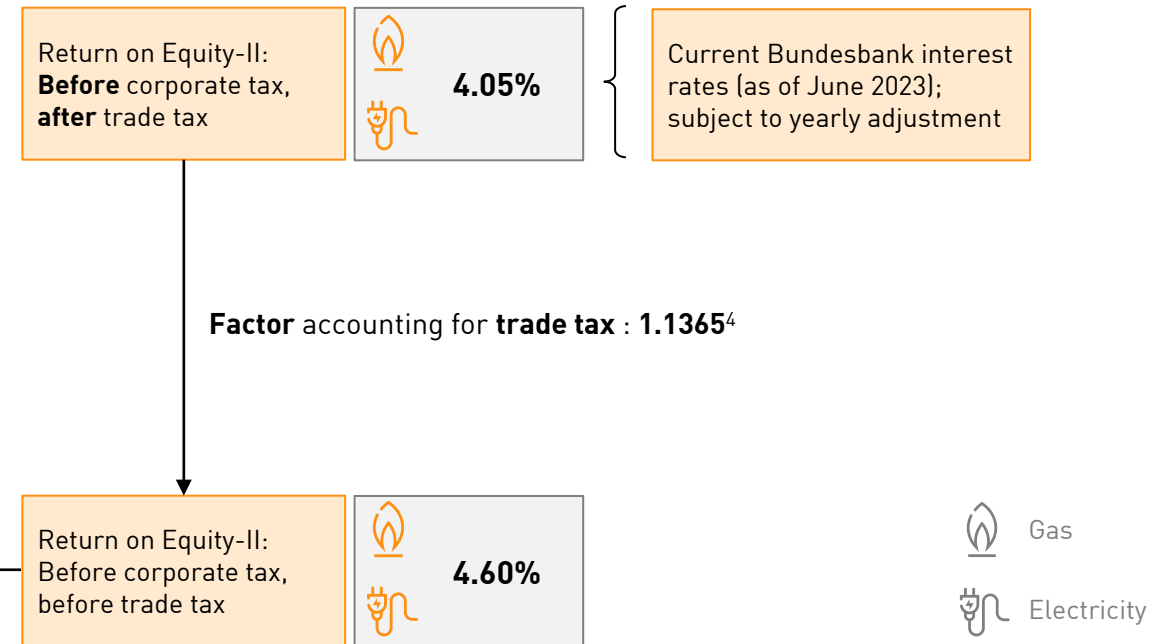 Return on Equity-II:
Before corporate tax,
after trade tax
4.05%
Current Bundesbank interest
rates (as of June 2023);
subject to yearly adjustment
Factor accounting for trade tax : 1.1365⁴
Return on Equity-II:
Before corporate tax,
before trade tax
4.60%
Gas
Electricity